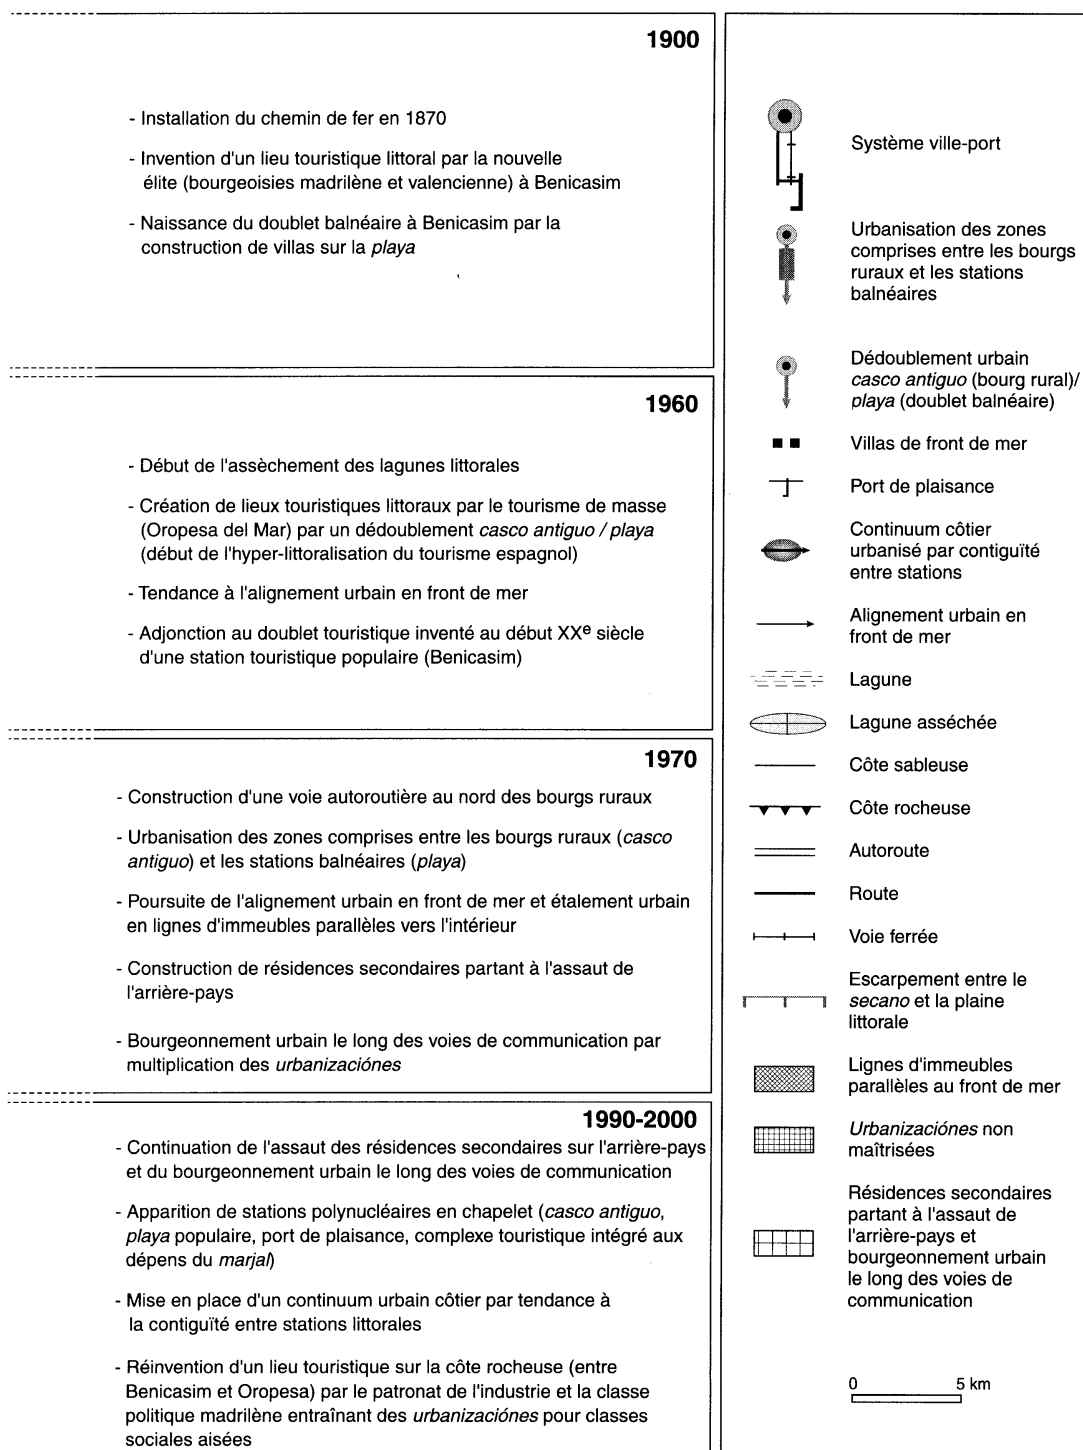 1900
- Installation du chemin de fer en 1870
- Invention d'un lieu touristique littoral par la nouvelle
élite (bourgeoisies madrilène et valencienne) à Benicasim
- Naissance du doublet balnéaire à Benicasim par la
construction de villas sur la playa
1960
- Début de l'assèchement des lagunes littorales
- Création de lieux touristiques littoraux par le tourisme de masse
(Oropesa del Mar) par un dédoublement casco antiguo / playa
(début de l'hyper-littoralisation du tourisme espagnol)
- Tendance à l'alignement urbain en front de mer
- Adjonction au doublet touristique inventé au début XXe siècle
d'une station touristique populaire (Benicasim)
1970
- Construction d'une voie autoroutière au nord des bourgs ruraux
- Urbanisation des zones comprises entre les bourgs ruraux (casco
antiguo) et les stations balnéaires (playa)
- Poursuite de l'alignement urbain en front de mer et étalement urbain
en lignes d'immeubles parallèles vers l'intérieur
- Construction de résidences secondaires partant à l'assaut de
l'arrière-pays
- Bourgeonnement urbain le long des voies de communication par
multiplication des urbanizaciónes
1990-2000
- Continuation de l'assaut des résidences secondaires sur l'arrière-pays
et du bourgeonnement urbain le long des voies de communication
- Apparition de stations polynucléaires en chapelet (casco antiguo,
playa populaire, port de plaisance, complexe touristique intégré aux
dépens du marjal)
- Mise en place d'un continuum urbain côtier par tendance à
la contiguïté entre stations littorales
- Réinvention d'un lieu touristique sur la côte rocheuse (entre
Benicasim et Oropesa) par le patronat de l'industrie et la classe
politique madrilène entraînant des urbanizaciónes pour classes
sociales aisées
Système ville-port
Urbanisation des zones
comprises entre les bourgs
ruraux et les stations
balnéaires
Dédoublement urbain
casco antiguo (bourg rural)/
playa (doublet balnéaire)
Villas de front de mer
Port de plaisance
Continuum côtier
urbanisé par contiguïté
entre stations
Alignement urbain en
front de mer
Lagune
Lagune asséchée
Côte sableuse
Côte rocheuse
Autoroute
Route
Voie ferrée
Escarpement entre le
secano et la plaine
littorale
Lignes d'immeubles
parallèles au front de mer
Urbanizaciónes non
maîtrisées
Résidences secondaires
partant à l'assaut de
l'arrière-pays et
bourgeonnement urbain
le long des voies de
communication
0 5 km